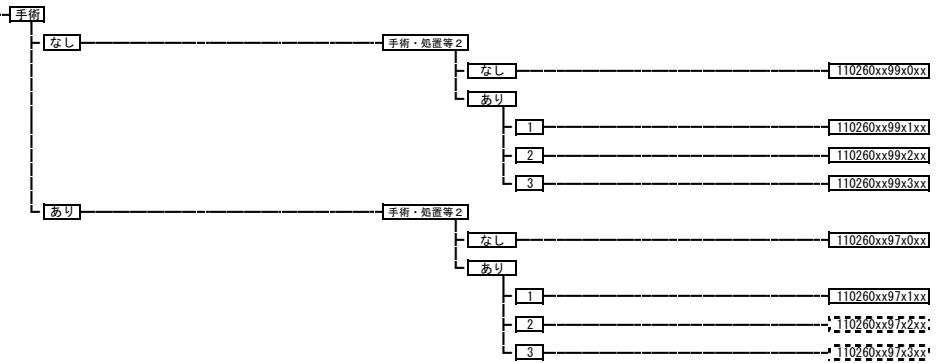 手術
なし 手術・処置等2
なし 110260xx99x0xx
あり
1 110260xx99x1xx
2 110260xx99x2xx
3 110260xx99x3xx
あり 手術・処置等2
なし 110260xx97x0xx
あり
1 110260xx97x1xx
2 110260xx97x2xx
3 110260xx97x3xx